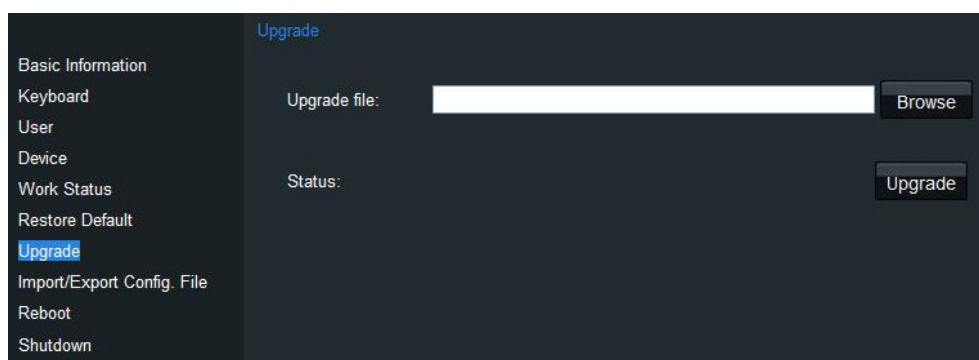 Upgrade
Basic Information
Keyboard
User
Device
Work Status
Restore Default
Upgrade
Import/Export Config. File
Reboot
Shutdown
Upgrade file:
Browse
Status:
Upgrade